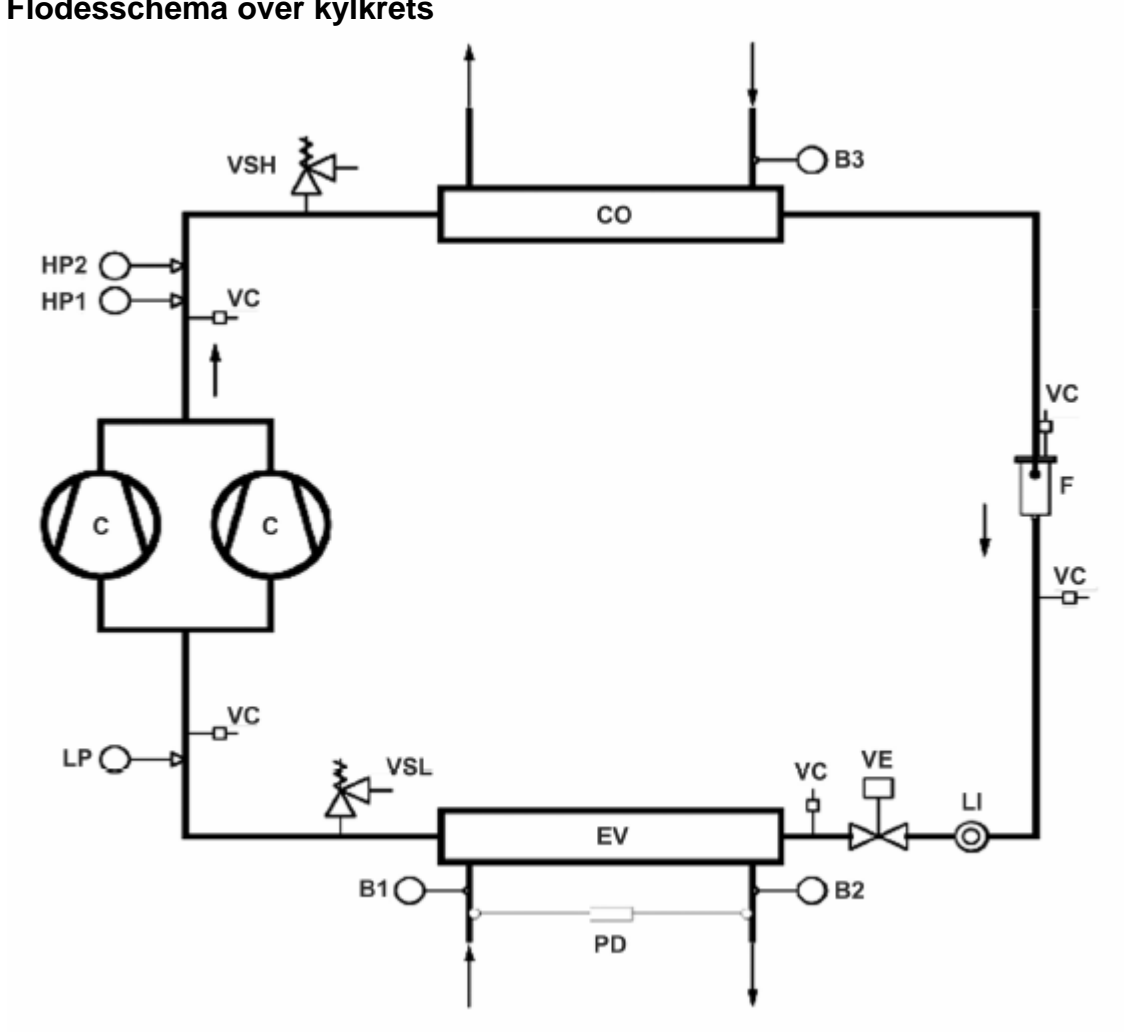 Flödesschema över kylkrets
B3
VSH
CO
HP2
HP1
VC
VC
F
C
C
VC
VC
LP
VSL
VC
VE
LI
EV
B1
B2
PD